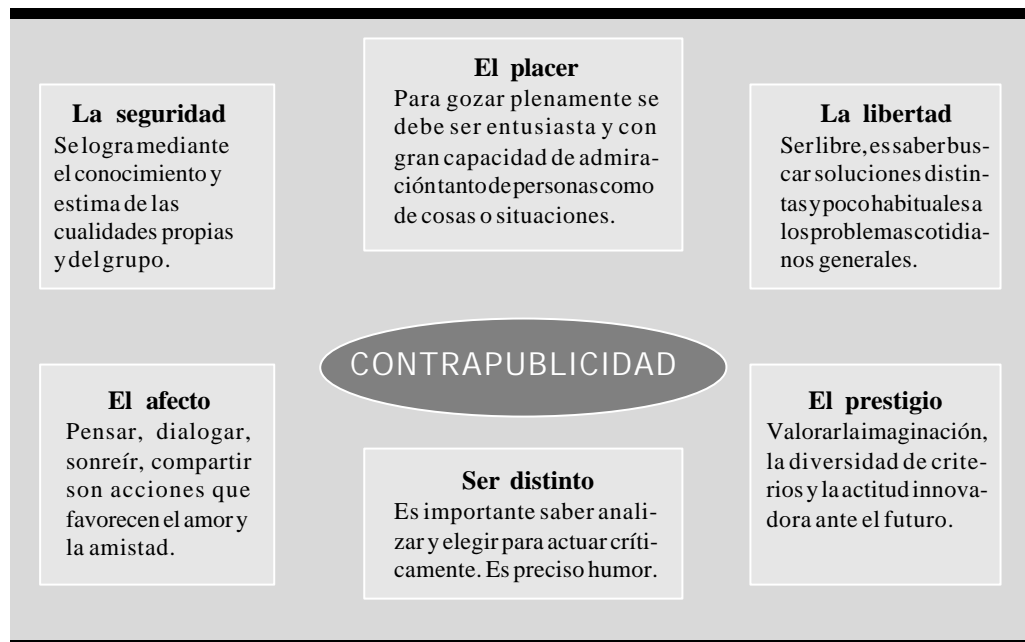 La seguridad
Se logra mediante
el conocimiento y
estima de las
cualidades propias
y del grupo.
El placer
Para gozar plenamente se
debe ser entusiasta y con
gran capacidad de admira-
ción tanto de personas como
de cosas o situaciones.
La libertad
Ser libre, es saber bus-
car soluciones distin-
tas y poco habituales a
los problemas cotidia-
nos generales.
CONTRAPUBLICIDAD
El afecto
Pensar, dialogar,
sonreír, compartir
son acciones que
favorecen el amor y
la amistad.
Ser distinto
Es importante saber anali-
zar y elegir para actuar críti-
camente. Es preciso humor.
El prestigio
Valorar la imaginación,
la diversidad de crite-
rios y la actitud innova-
dora ante el futuro.